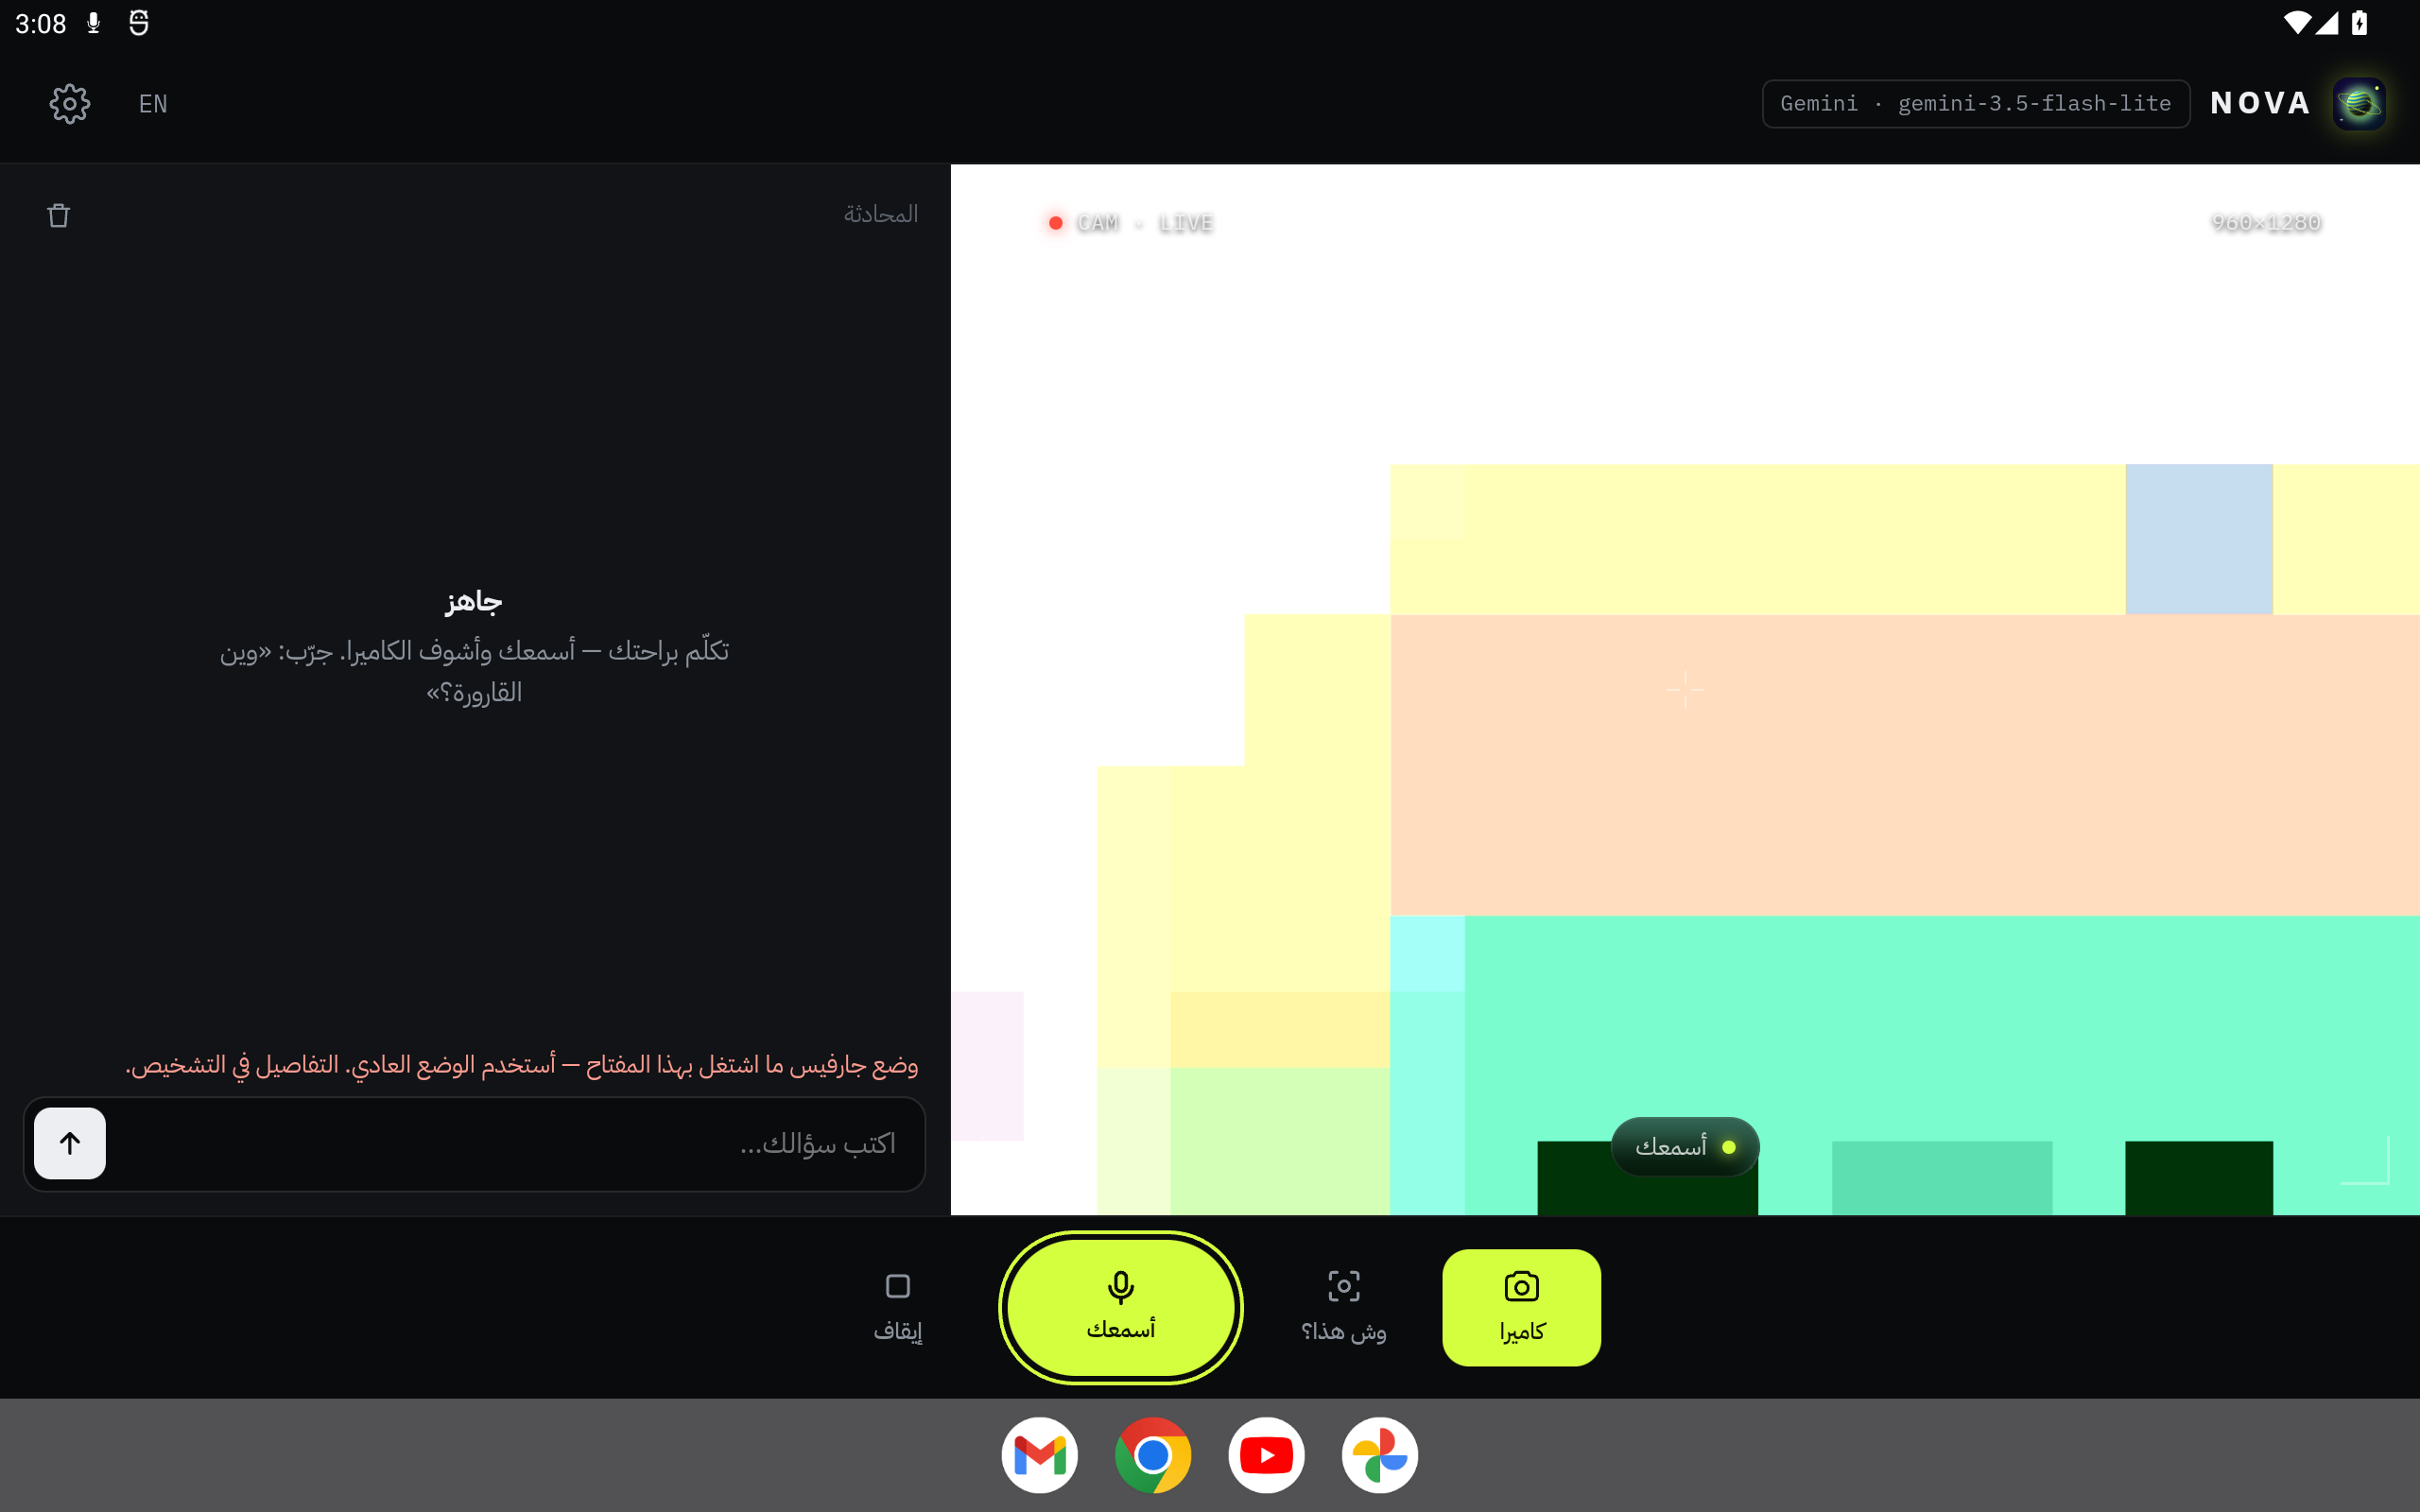 3:08
EN
Gemini · gemini-3.5-flash-lite
NOVA
المحادثة
CAM · LIVE
960×1280
جاهز
تكلّم براحتك — أسمعك وأشوف الكاميرا. جرّب: «وين
القارورة؟»
وضع جارفيس ما اشتغل بهذا المفتاح — أستخدم الوضع العادي. التفاصيل في التشخيص.
اكتب سؤالك...
أسمعك
كاميرا
وش هذا؟
أسمعك
إيقاف